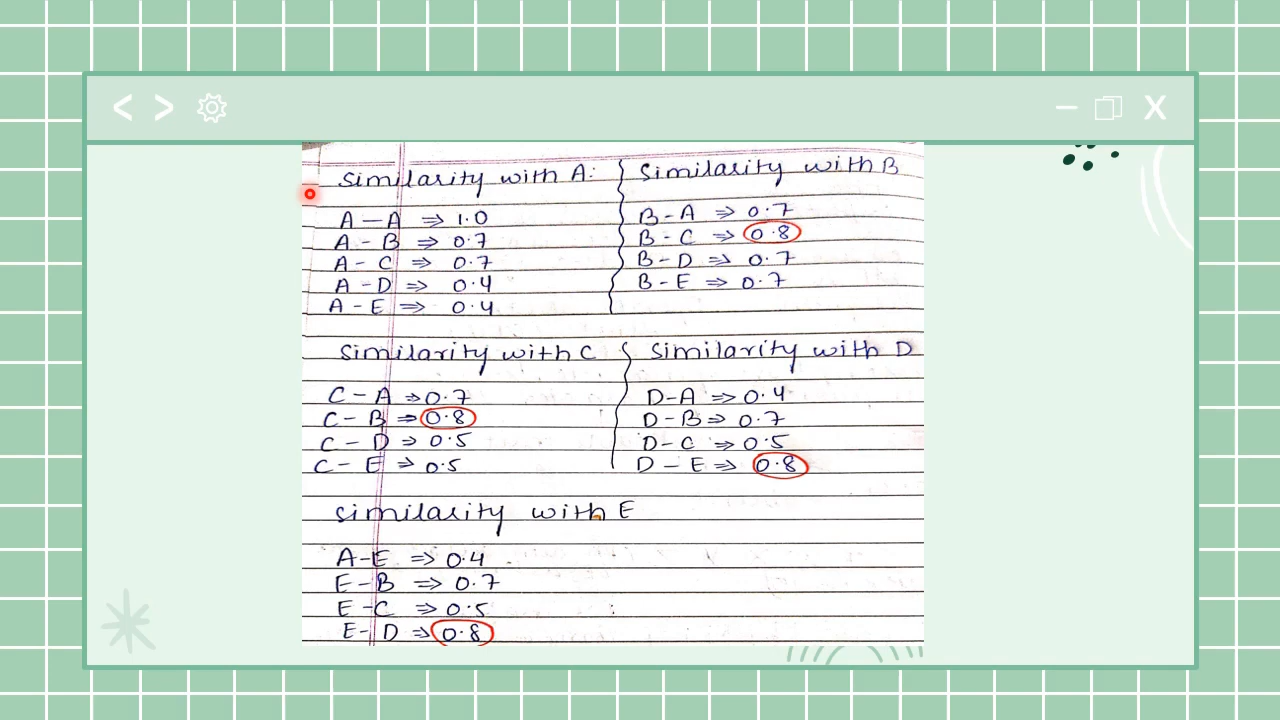 Similarity with A:
A - A ⇒ 1.0
A - B ⇒ 0.7
A - C ⇒ 0.7
A - D ⇒ 0.4
A - E ⇒ 0.4
Similarity with B
B - A ⇒ 0.7
B - C ⇒ 0.8
B - D ⇒ 0.7
B - E ⇒ 0.7
Similarity with C
C - A ⇒ 0.7
C - B ⇒ 0.8
C - D ⇒ 0.5
C - E ⇒ 0.5
Similarity with D
D - A ⇒ 0.4
D - B ⇒ 0.7
D - C ⇒ 0.5
D - E ⇒ 0.8
Similarity with E
A - E ⇒ 0.4
E - B ⇒ 0.7
E - C ⇒ 0.5
E - D ⇒ 0.8